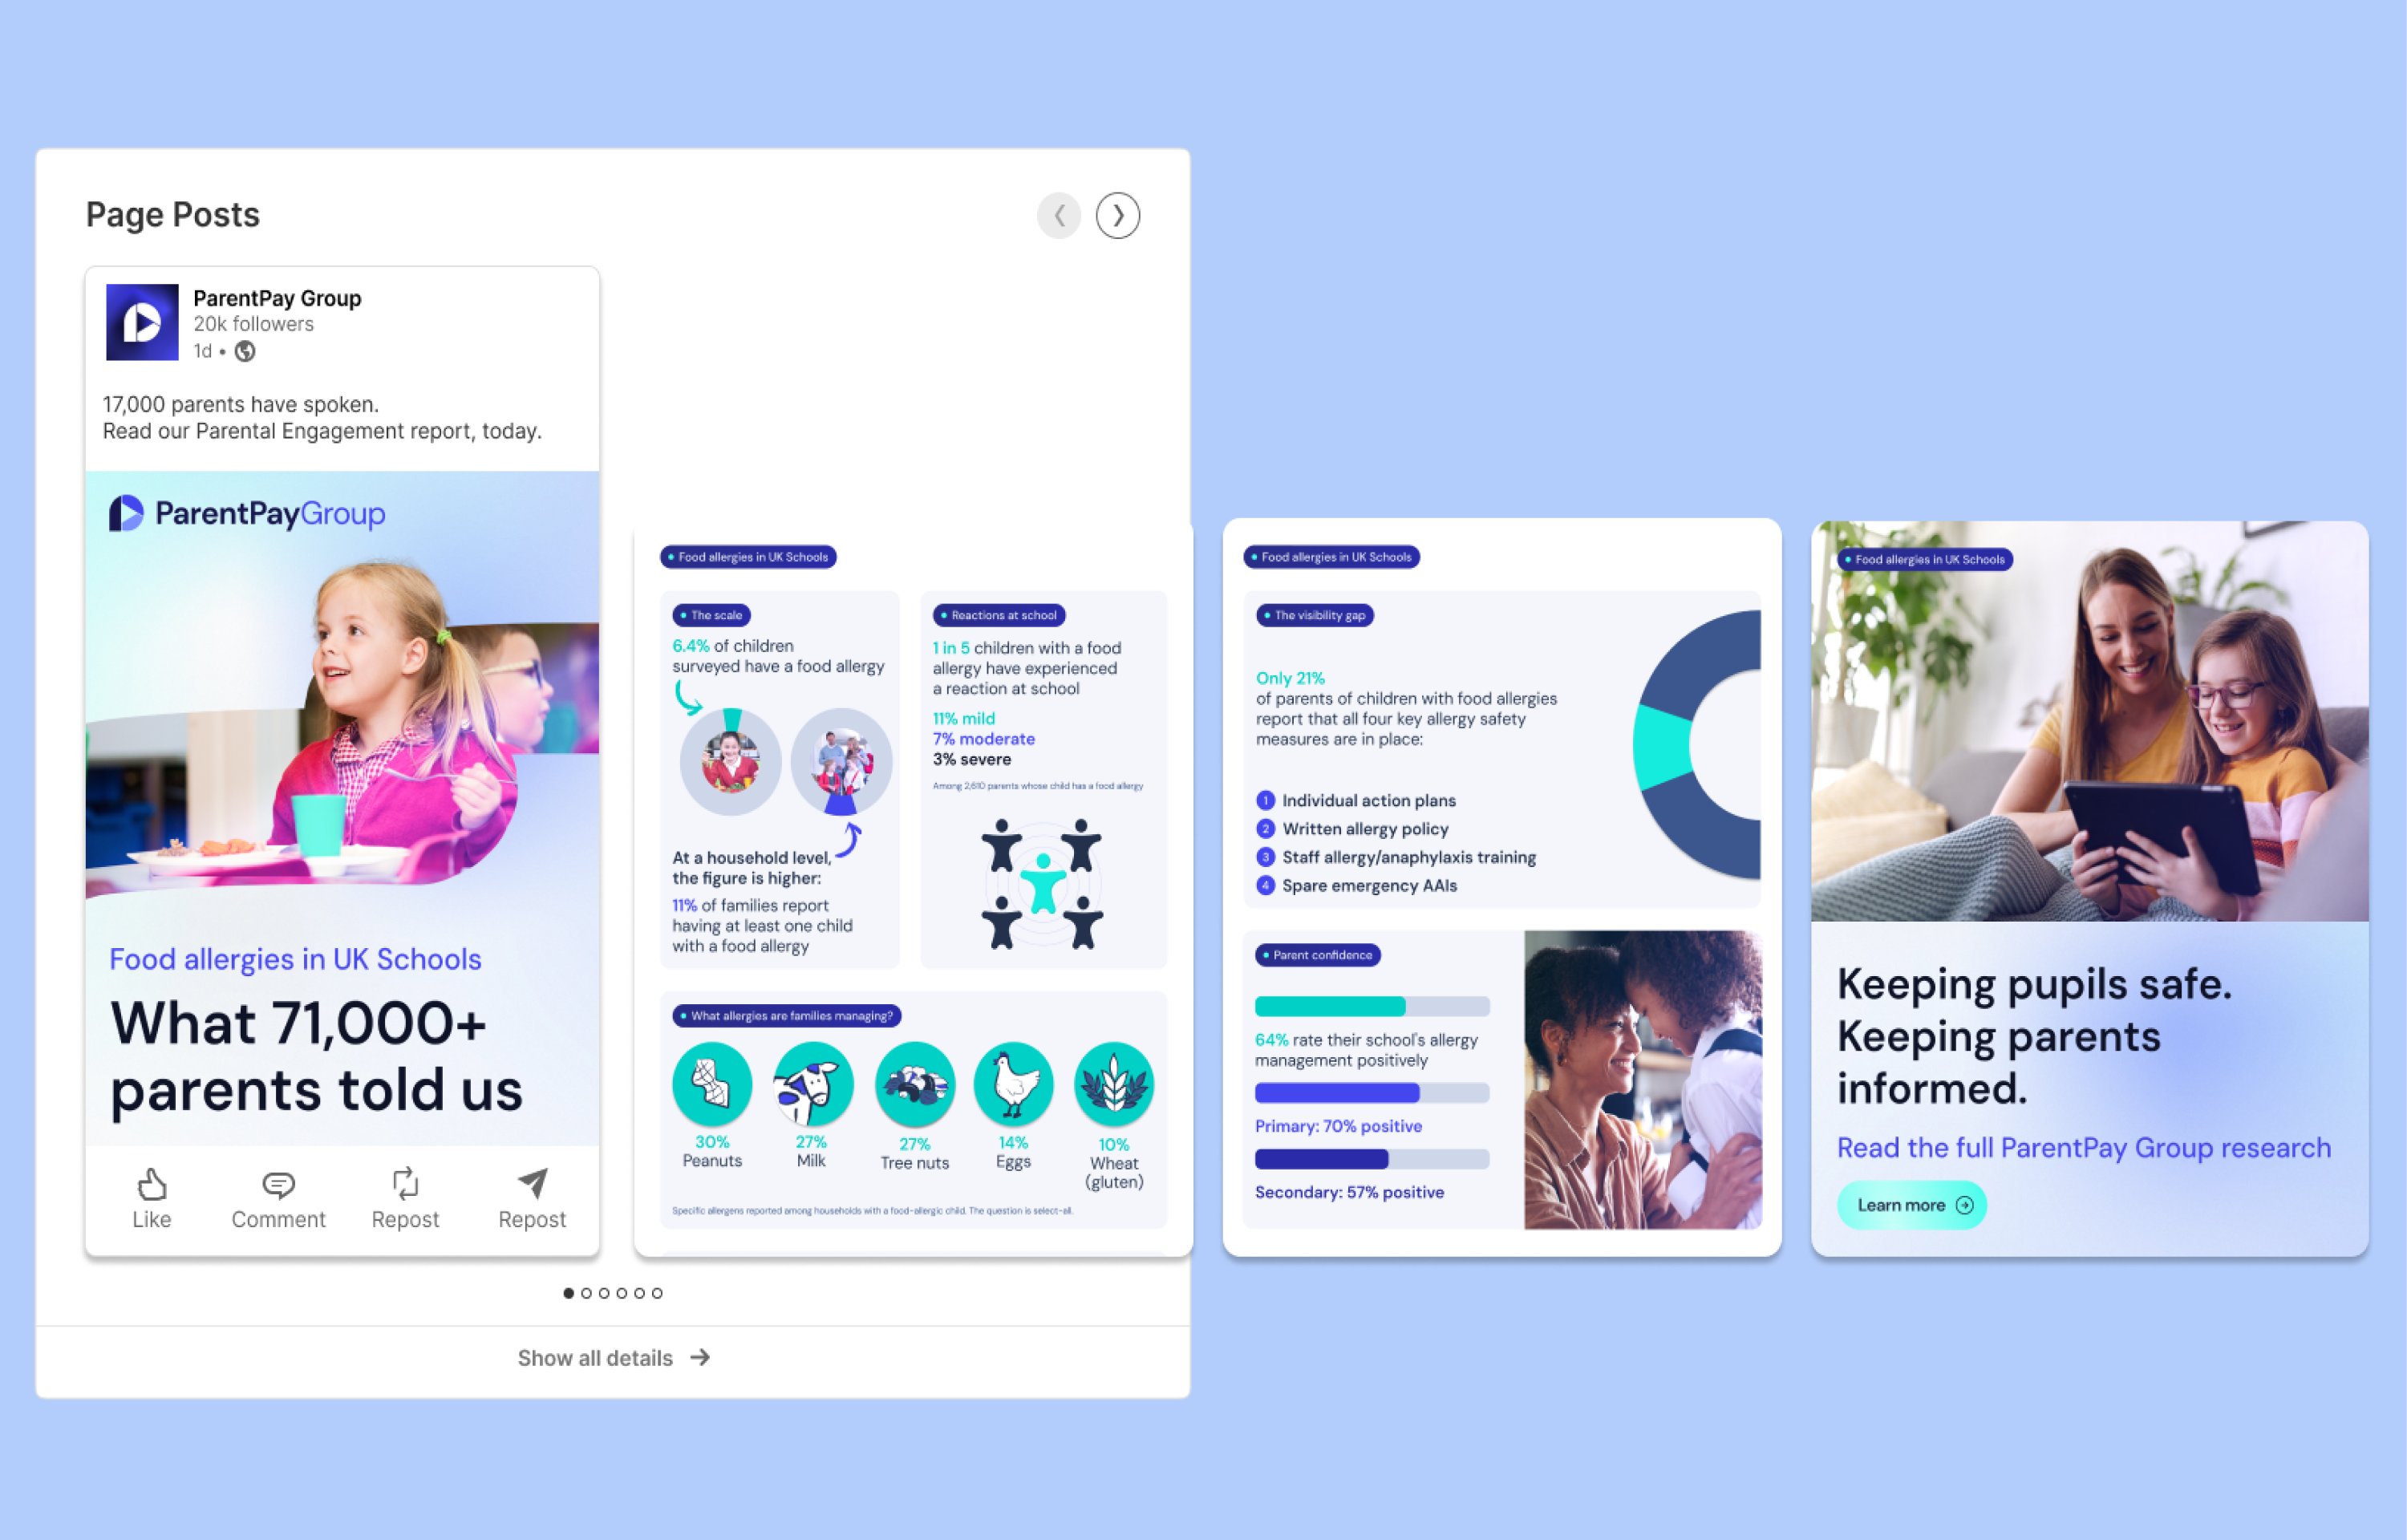 Page Posts
ParentPay Group
20k followers
1d •
17,000 parents have spoken.
Read our Parental Engagement report, today.
ParentPayGroup
Food allergies in UK Schools
What 71,000+
parents told us
Like
Comment
Repost
Repost
Show all details
Food allergies in UK Schools
The scale
6.4% of children
surveyed have a food allergy
At a household level,
the figure is higher:
11% of families report
having at least one child
with a food allergy
Reactions at school
1 in 5 children with a food
allergy have experienced
a reaction at school
11% mild
7% moderate
3% severe
Among 2,610 parents whose child has a food allergy
What allergies are families managing?
30%
Peanuts
27%
Milk
27%
Tree nuts
14%
Eggs
10%
Wheat
(gluten)
Specific allergens reported among households with a food-allergic child. The question is select-all.
Food allergies in UK Schools
The visibility gap
Only 21%
of parents of children with food allergies
report that all four key allergy safety
measures are in place:
1 Individual action plans
2 Written allergy policy
3 Staff allergy/anaphylaxis training
4 Spare emergency AAIs
Parent confidence
64% rate their school's allergy
management positively
Primary: 70% positive
Secondary: 57% positive
Food allergies in UK Schools
Keeping pupils safe.
Keeping parents
informed.
Read the full ParentPay Group research
Learn more